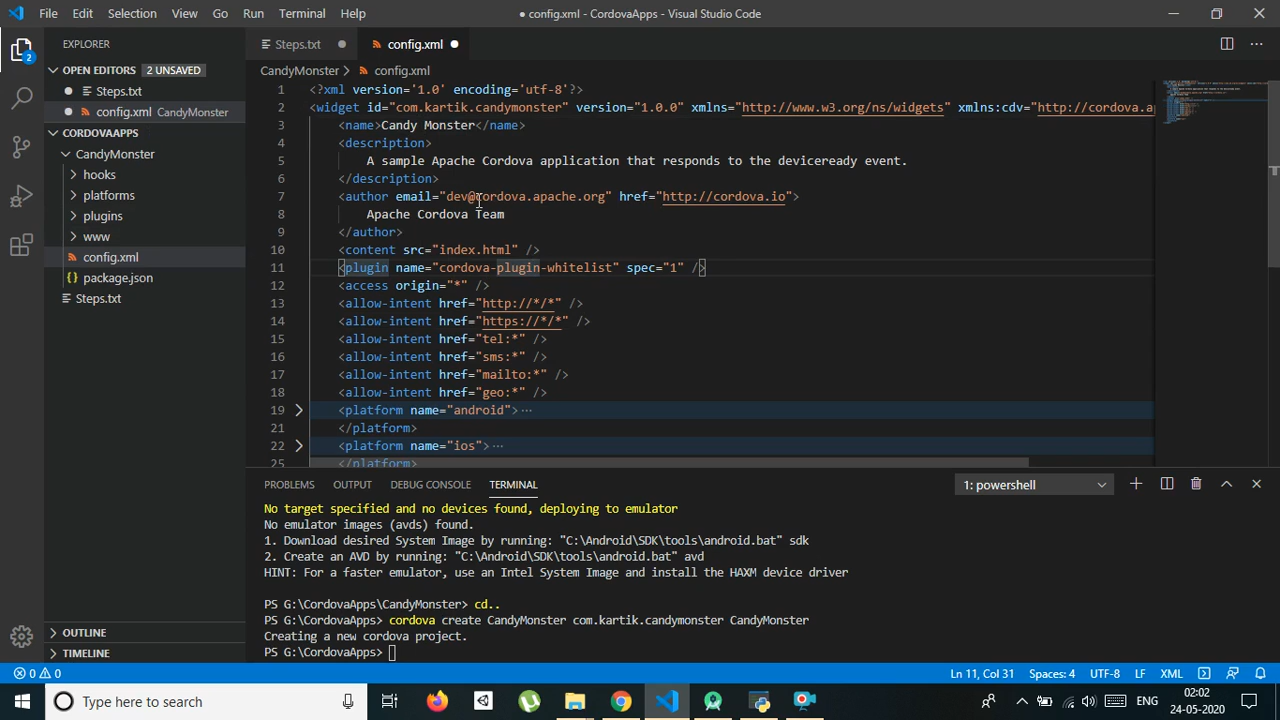 File Edit Selection View Go Run Terminal Help
● config.xml - CordovaApps - Visual Studio Code
EXPLORER
OPEN EDITORS 2 UNSAVED
Steps.txt
config.xml CandyMonster
CORDOVAAPPS
CandyMonster
hooks
platforms
plugins
www
config.xml
package.json
Steps.txt
OUTLINE
TIMELINE
2
Steps.txt config.xml
CandyMonster > config.xml
1 <?xml version='1.0' encoding='utf-8'?>
2 <widget id="com.kartik.candymonster" version="1.0.0" xmlns="http://www.w3.org/ns/widgets" xmlns:cdv="http://cordova.ap
3 <name>Candy Monster</name>
4 <description>
5 A sample Apache Cordova application that responds to the deviceready event.
6 </description>
7 <author email="dev@cordova.apache.org" href="http://cordova.io">
8 Apache Cordova Team
9 </author>
10 <content src="index.html" />
11 <plugin name="cordova-plugin-whitelist" spec="1" />
12 <access origin="*" />
13 <allow-intent href="http://*/*" />
14 <allow-intent href="https://*/*" />
15 <allow-intent href="tel:*" />
16 <allow-intent href="sms:*" />
17 <allow-intent href="mailto:*" />
18 <allow-intent href="geo:*" />
19 <platform name="android">···
21 </platform>
22 <platform name="ios">···
25 </platform>
PROBLEMS OUTPUT DEBUG CONSOLE TERMINAL 1: powershell
No target specified and no devices found, deploying to emulator
No emulator images (avds) found.
1. Download desired System Image by running: "C:\Android\SDK\tools\android.bat" sdk
2. Create an AVD by running: "C:\Android\SDK\tools\android.bat" avd
HINT: For a faster emulator, use an Intel System Image and install the HAXM device driver
PS G:\CordovaApps\CandyMonster> cd..
PS G:\CordovaApps> cordova create CandyMonster com.kartik.candymonster CandyMonster
Creating a new cordova project.
PS G:\CordovaApps>
0 0 Ln 11, Col 31 Spaces: 4 UTF-8 LF XML
Type here to search
ENG
02:02
24-05-2020